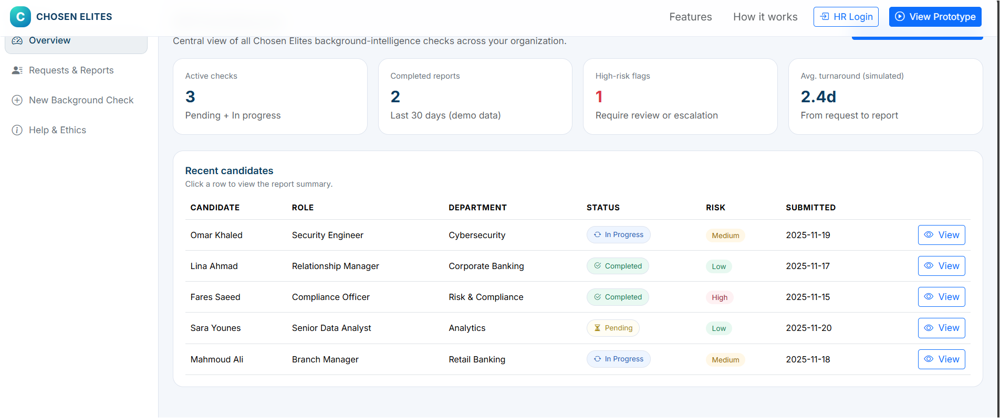 C CHOSEN ELITES
Features How it works HR Login View Prototype
Overview
Requests & Reports
New Background Check
Help & Ethics
Central view of all Chosen Elites background-intelligence checks across your organization.
Active checks
3
Pending + In progress
Completed reports
2
Last 30 days (demo data)
High-risk flags
1
Require review or escalation
Avg. turnaround (simulated)
2.4d
From request to report
Recent candidates
Click a row to view the report summary.
CANDIDATE ROLE DEPARTMENT STATUS RISK SUBMITTED
Omar Khaled Security Engineer Cybersecurity In Progress Medium 2025-11-19 View
Lina Ahmad Relationship Manager Corporate Banking Completed Low 2025-11-17 View
Fares Saeed Compliance Officer Risk & Compliance Completed High 2025-11-15 View
Sara Younes Senior Data Analyst Analytics Pending Low 2025-11-20 View
Mahmoud Ali Branch Manager Retail Banking In Progress Medium 2025-11-18 View